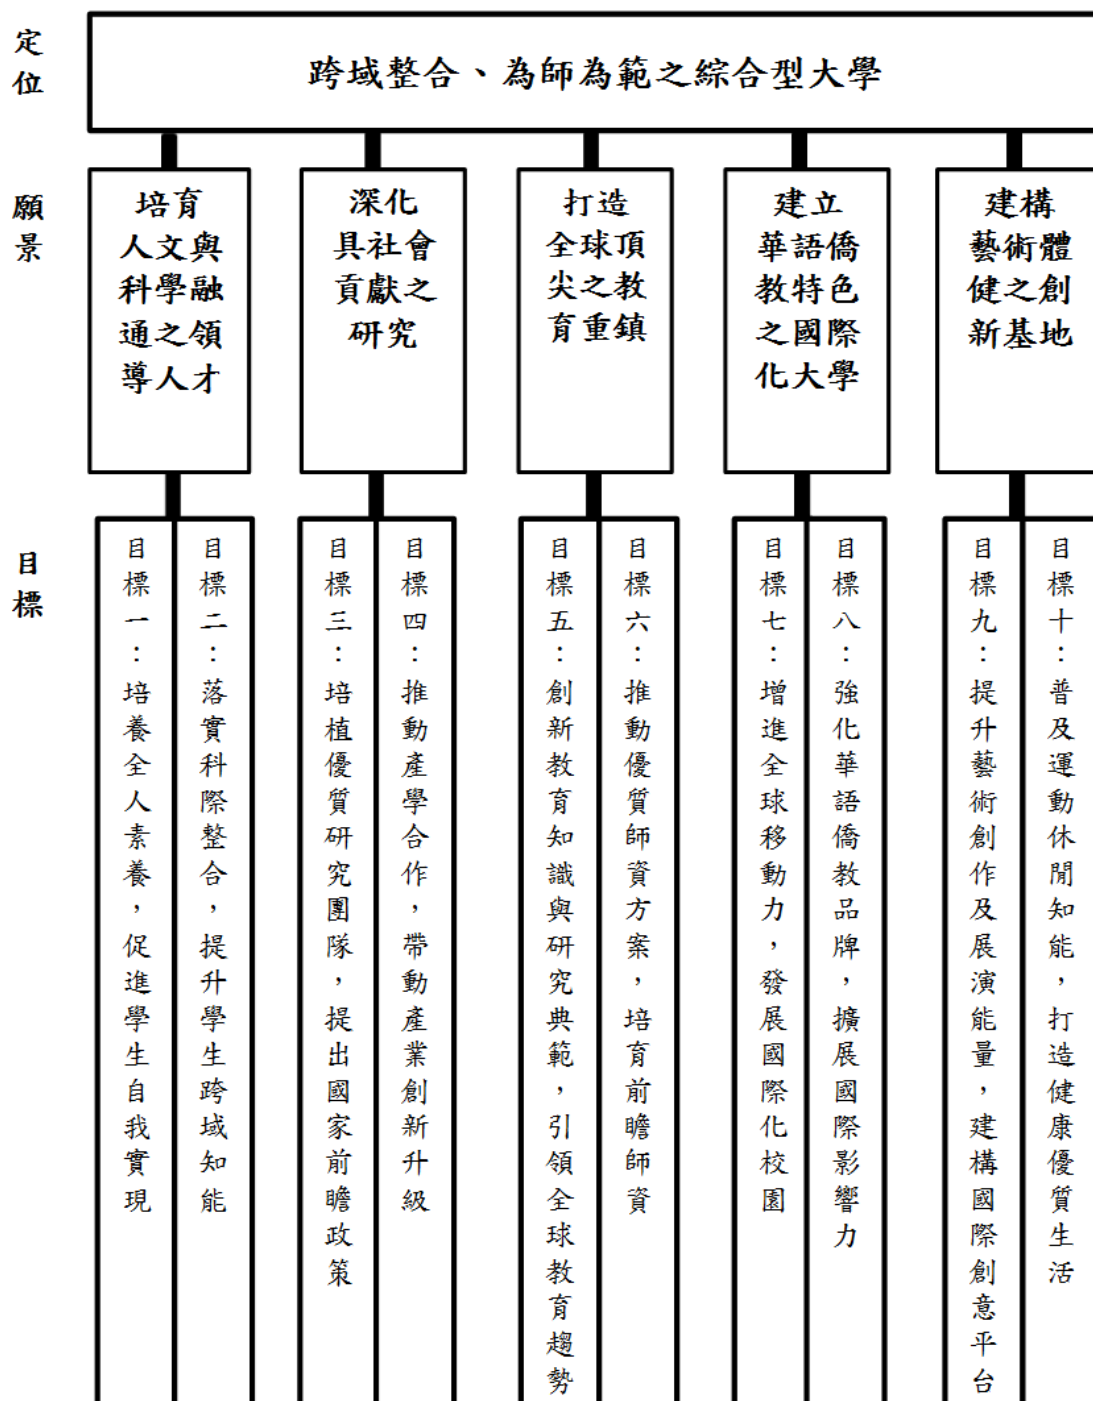 定位
跨域整合、為師為範之綜合型大學
願景
培育
人文與
科學融
通之領
導人才
深化
具社會
貢獻之
研究
打造
全球頂
尖之教
育重鎮
建立
華語僑
教特色
之國際
化大學
建構
藝術體
健之創
新基地
目標
目標一：培養全人素養，促進學生自我實現
目標二：落實科際整合，提升學生跨域知能
目標三：培植優質研究團隊，提出國家前瞻政策
目標四：推動產學合作，帶動產業創新升級
目標五：創新教育知識與研究典範，引領全球教育趨勢
目標六：推動優質師資方案，培育前瞻師資
目標七：增進全球移動力，發展國際化校園
目標八：強化華語僑教品牌，擴展國際影響力
目標九：提升藝術創作及展演能量，建構國際創意平台
目標十：普及運動休閒知能，打造健康優質生活